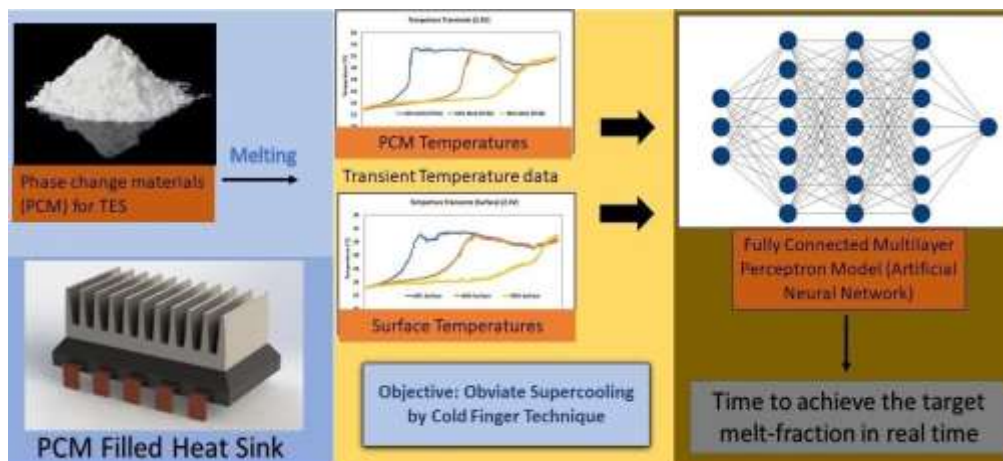 Phase change materials
(PCM) for TES
Melting
PCM Filled Heat Sink
Temperature
PCM Temperatures
Transient Temperature data
Surface Temperatures
Objective: Obviate Supercooling
by Cold Finger Technique
Fully Connected Multilayer
Perceptron Model (Artificial
Neural Network)
Time to achieve the target
melt-fraction in real time